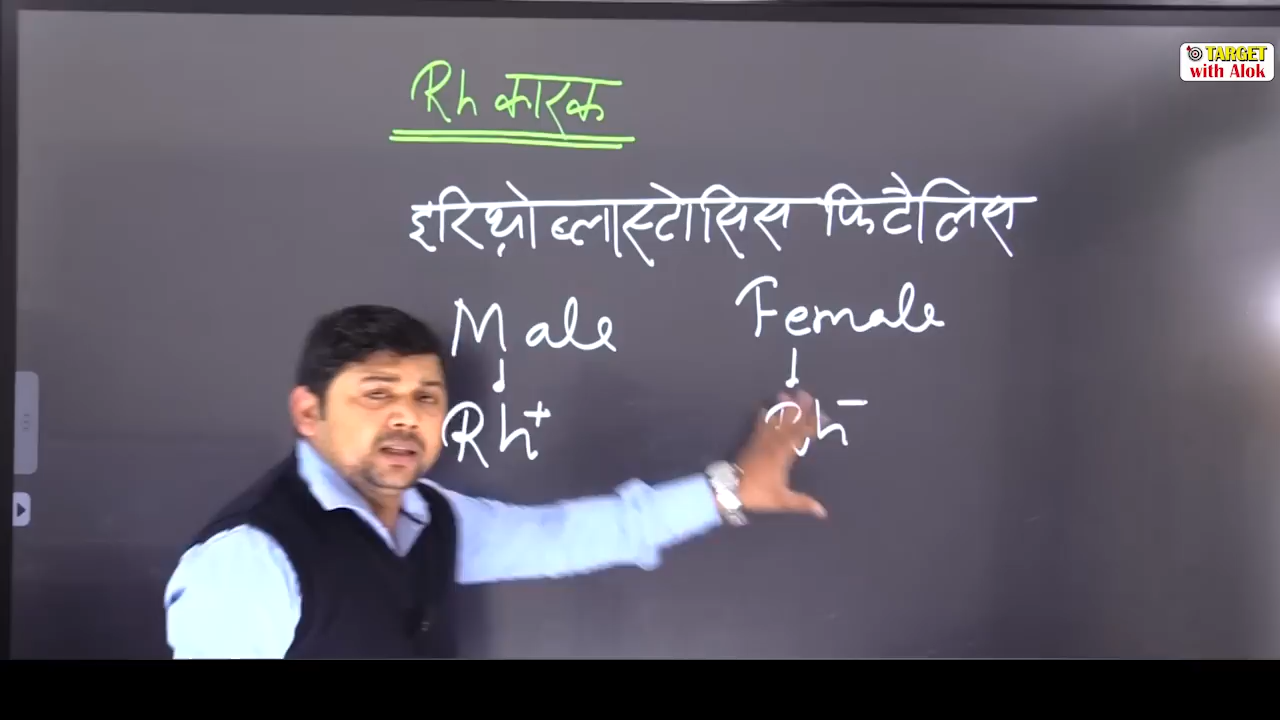 TARGET
with Alok
Rh कारक
इरिथ्रोब्लास्टोसिस फिटैलिस
Male Female
Rh+ Rh-